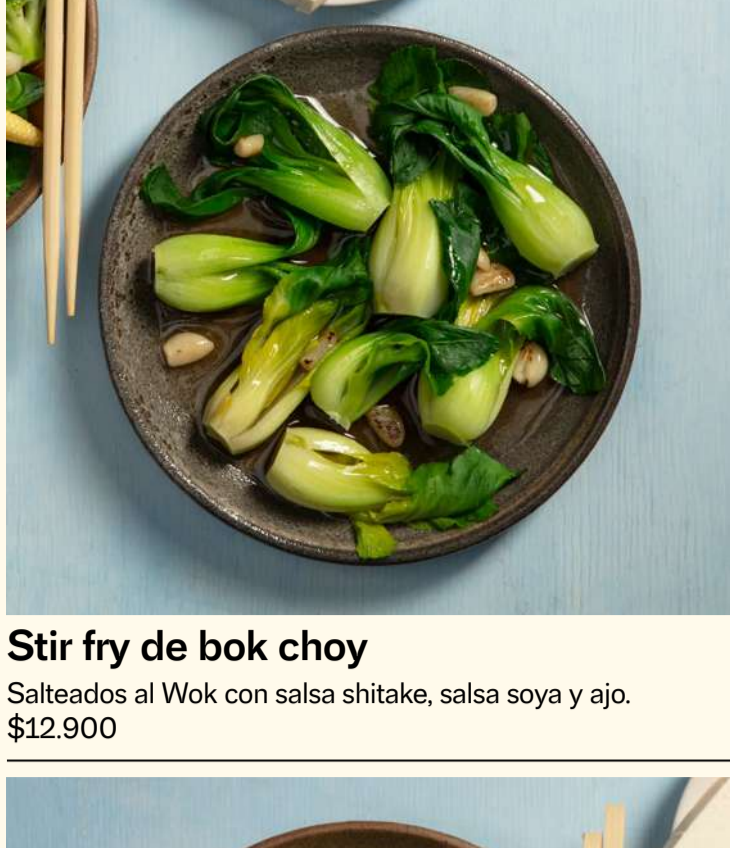 Stir fry de bok choy
Salteados al Wok con salsa shitake, salsa soya y ajo.
$12.900